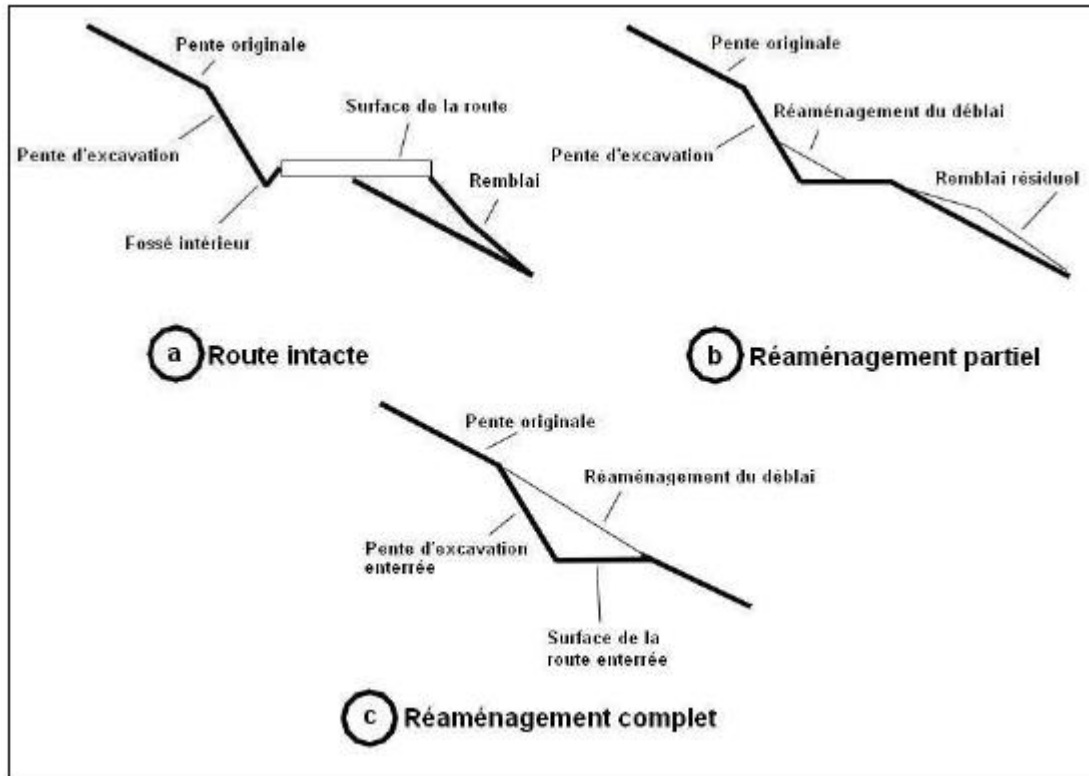 Pente originale
Surface de la route
Pente d'excavation
Remblai
Fossé intérieur
a Route intacte
Pente originale
Réaménagement du déblai
Pente d'excavation
Remblai résiduel
b Réaménagement partiel
Pente originale
Réaménagement du déblai
Pente d'excavation
enterrée
Surface de la
route enterrée
c Réaménagement complet